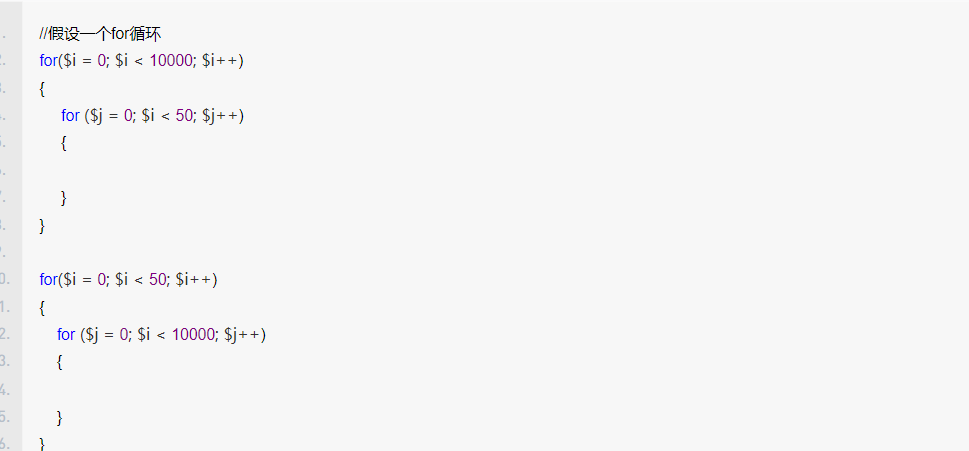 //假设一个for循环
for($i = 0; $i < 10000; $i++)
{
for ($j = 0; $i < 50; $j++)
{
}
}
for($i = 0; $i < 50; $i++)
{
for ($j = 0; $i < 10000; $j++)
{
}
}